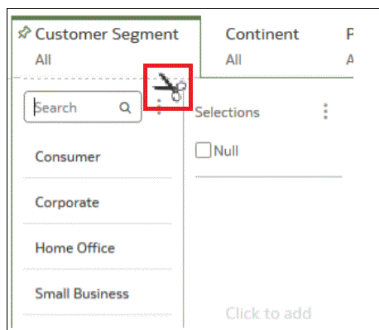 Customer Segment
All
Continent
All
Search
Consumer
Corporate
Home Office
Small Business
Selections
Null
Click to add